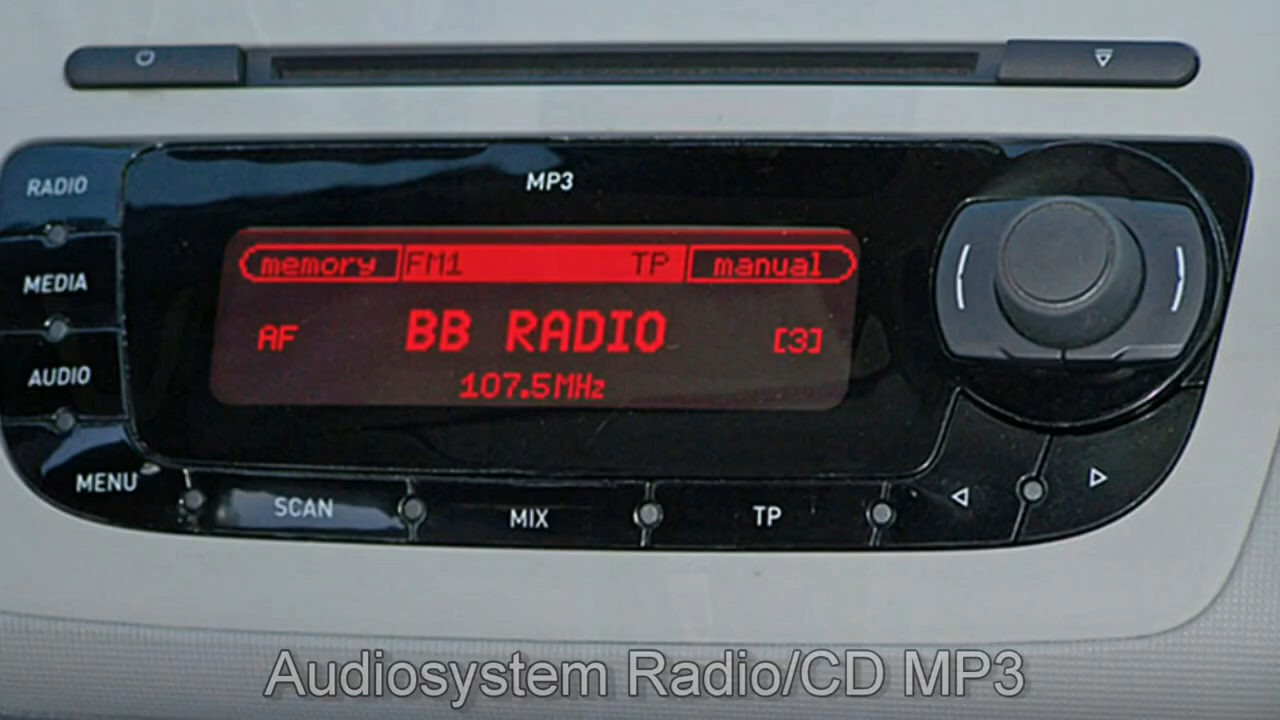 RADIO
MP3
memory FM1 TP manual
MEDIA
AF BB RADIO [3]
107.5MHz
AUDIO
MENU
SCAN
MIX
TP
Audiosystem Radio/CD MP3